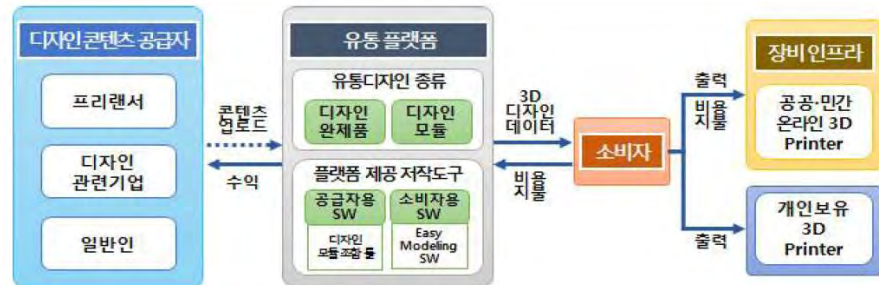 디자인 콘텐츠 공급자
프리랜서
디자인
관련기업
일반인
콘텐츠
업로드
수익
유통 플랫폼
유통디자인 종류
디자인
완제품
디자인
모듈
플랫폼 제공 저작도구
공급자용
SW
디자인
모듈조합 툴
소비자용
SW
Easy
Modeling
SW
3D
디자인
데이터
비용
지불
소비자
출력
비용
지불
출력
장비 인프라
공공·민간
온라인 3D
Printer
개인보유
3D
Printer